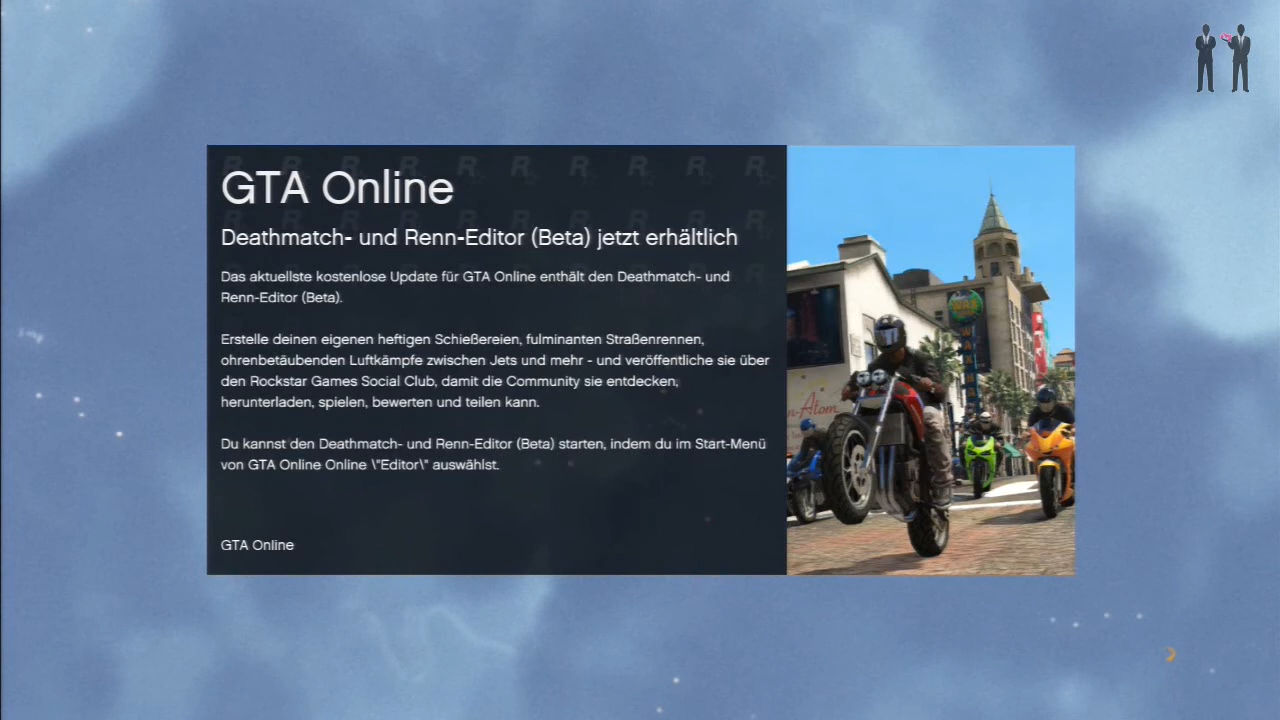 GTA Online
Deathmatch- und Renn-Editor (Beta) jetzt erhältlich
Das aktuellste kostenlose Update für GTA Online enthält den Deathmatch- und
Renn-Editor (Beta).
Erstelle deinen eigenen heftigen Schießereien, fulminanten Straßenrennen,
ohrenbetäubenden Luftkämpfe zwischen Jets und mehr - und veröffentliche sie über
den Rockstar Games Social Club, damit die Community sie entdecken,
herunterladen, spielen, bewerten und teilen kann.
Du kannst den Deathmatch- und Renn-Editor (Beta) starten, indem du im Start-Menü
von GTA Online Online \"Editor\" auswählst.
GTA Online
WAX